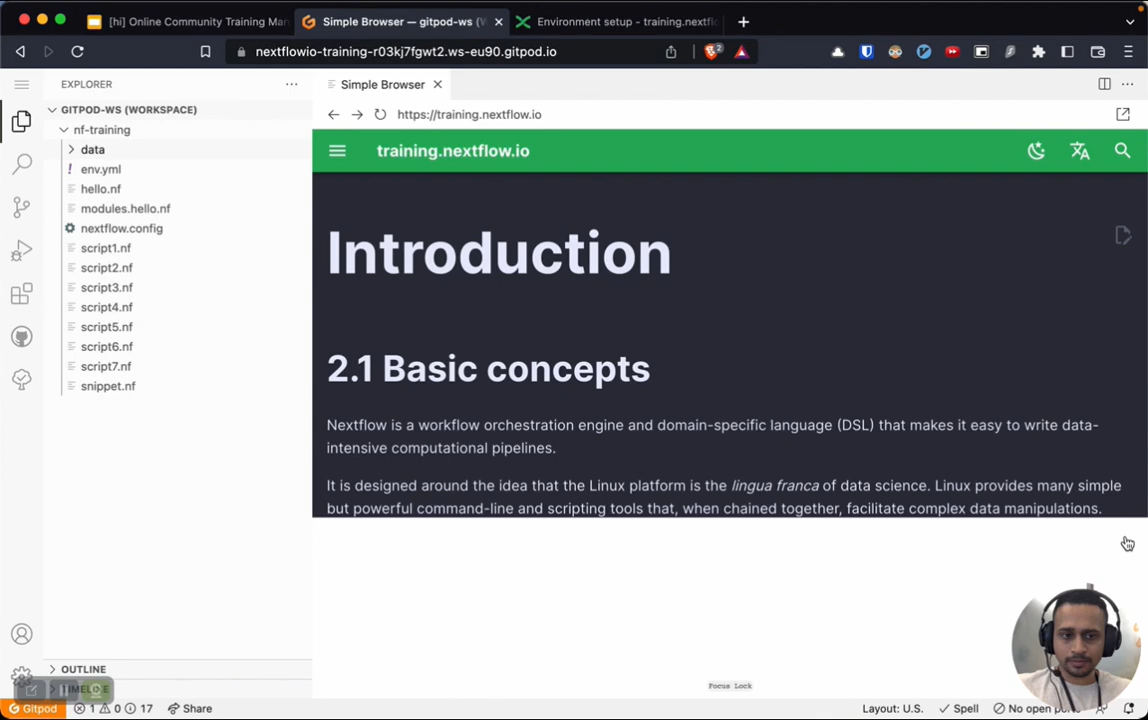 [hi] Online Community Training Man
Simple Browser — gitpod-ws (W
Environment setup - training.nextfl
nextflowio-training-r03kj7fgwt2.ws-eu90.gitpod.io
2
EXPLORER
Simple Browser
GITPOD-WS (WORKSPACE)
nf-training
https://training.nextflow.io
data
training.nextflow.io
env.yml
hello.nf
modules.hello.nf
nextflow.config
script1.nf
script2.nf
script3.nf
script4.nf
script5.nf
script6.nf
script7.nf
snippet.nf
Introduction
2.1 Basic concepts
Nextflow is a workflow orchestration engine and domain-specific language (DSL) that makes it easy to write data-
intensive computational pipelines.
It is designed around the idea that the Linux platform is the lingua franca of data science. Linux provides many simple
but powerful command-line and scripting tools that, when chained together, facilitate complex data manipulations.
OUTLINE
TIMELINE
Focus Lock
Gitpod
1 0 17
Share
Layout: U.S.
Spell
No open